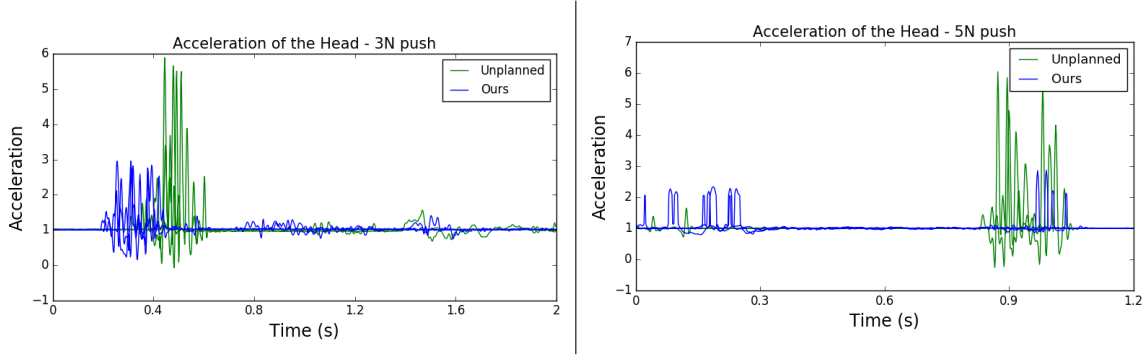 Acceleration of the Head - 3N push
Acceleration
6
5
4
3
2
1
0
−1
Unplanned
Ours
0
0.4
0.8
1.2
1.6
2
Time (s)
Acceleration of the Head - 5N push
Acceleration
7
6
5
4
3
2
1
0
−1
Unplanned
Ours
0
0.3
0.6
0.9
1.2
Time (s)